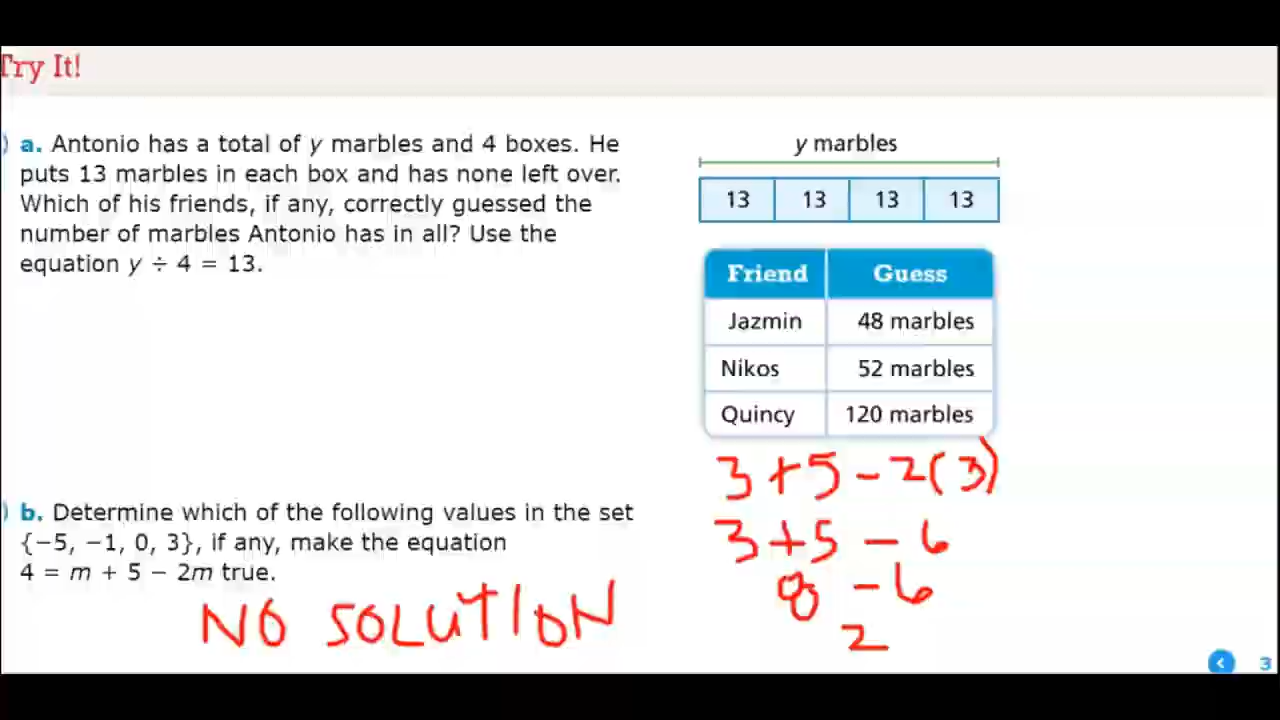 Try It!
a. Antonio has a total of y marbles and 4 boxes. He
puts 13 marbles in each box and has none left over.
Which of his friends, if any, correctly guessed the
number of marbles Antonio has in all? Use the
equation y ÷ 4 = 13.
y marbles
13 13 13 13
Friend Guess
Jazmin 48 marbles
Nikos 52 marbles
Quincy 120 marbles
3 + 5 - 2(3)
3 + 5 - 6
8 - 6
2
b. Determine which of the following values in the set
{−5, −1, 0, 3}, if any, make the equation
4 = m + 5 − 2m true.
NO SOLUTION
3